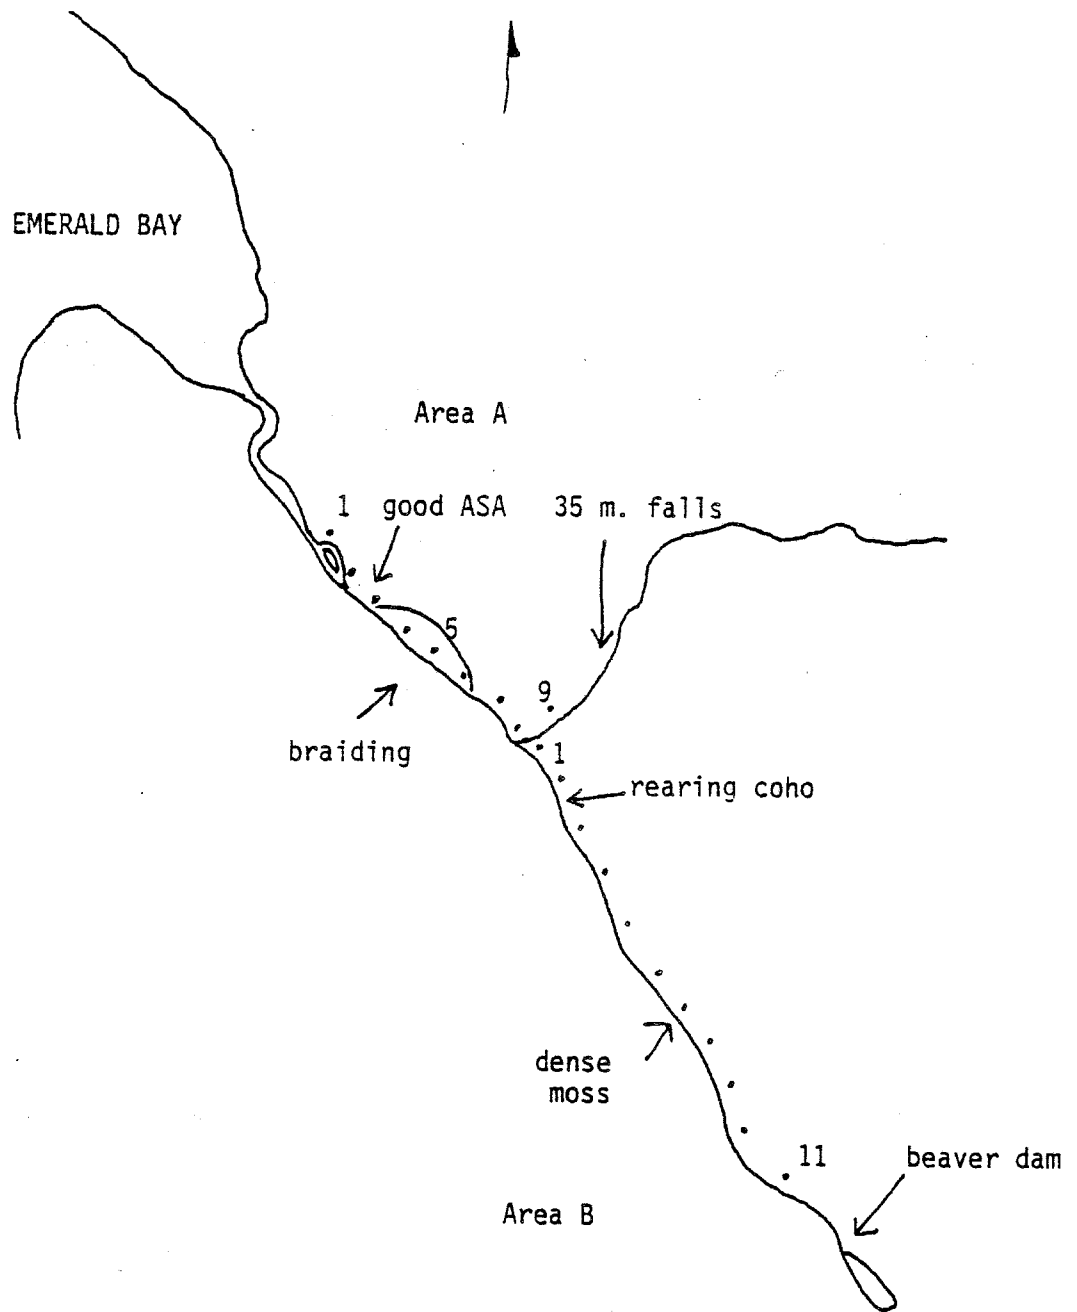 EMERALD BAY
Area A
1 good ASA 35 m. falls
5
9
braiding
1
rearing coho
dense
moss
11
beaver dam
Area B